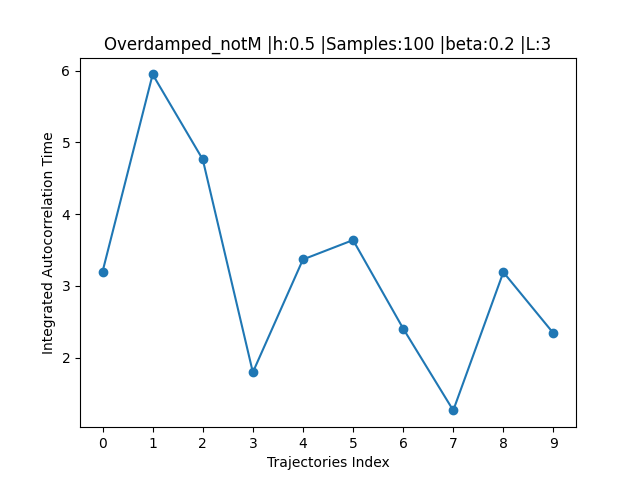 Overdamped_notM |h:0.5 |Samples:100 |beta:0.2 |L:3
6
5
4
3
2
Integrated Autocorrelation Time
0 1 2 3 4 5 6 7 8 9
Trajectories Index